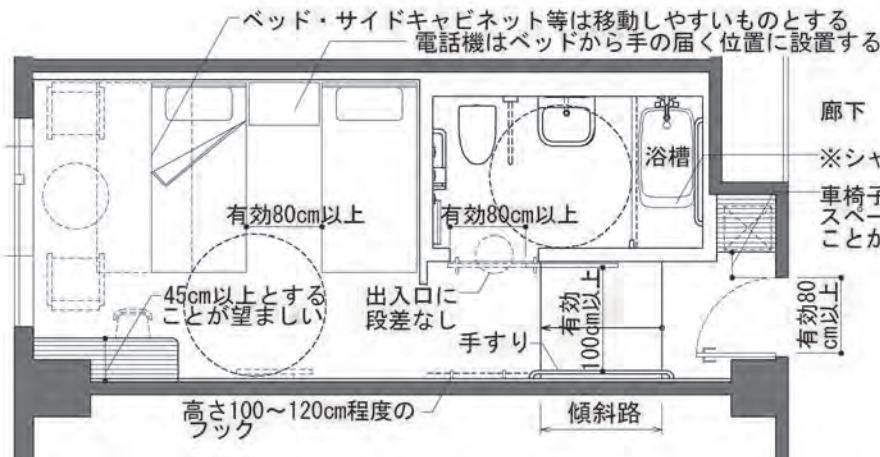 ベッド・サイドキャビネット等は移動しやすいものとする
電話機はベッドから手の届く位置に設置する
廊下
浴槽
※シャ
車椅子
スペー
ことが
有効80cm以上
有効80cm以上
45cm以上とする
ことが望ましい
出入口に
段差なし
有効
100cm以上
有効80
cm以上
手すり
高さ100～120cm程度の
フック
傾斜路